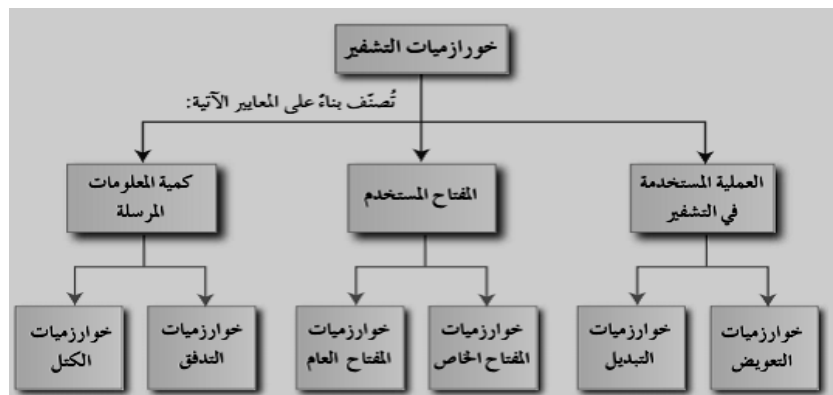 خورازميات التشفير
تُصنّف بناءً على المعايير الآتية:
العملية المستخدمة
في التشفير
المفتاح المستخدم
كمية المعلومات
المرسلة
خوارزميات
التعويض
خوارزميات
التبديل
خوارزميات
المفتاح الخاص
خوارزميات
المفتاح العام
خوارزميات
التدفق
خوارزميات
الكتل